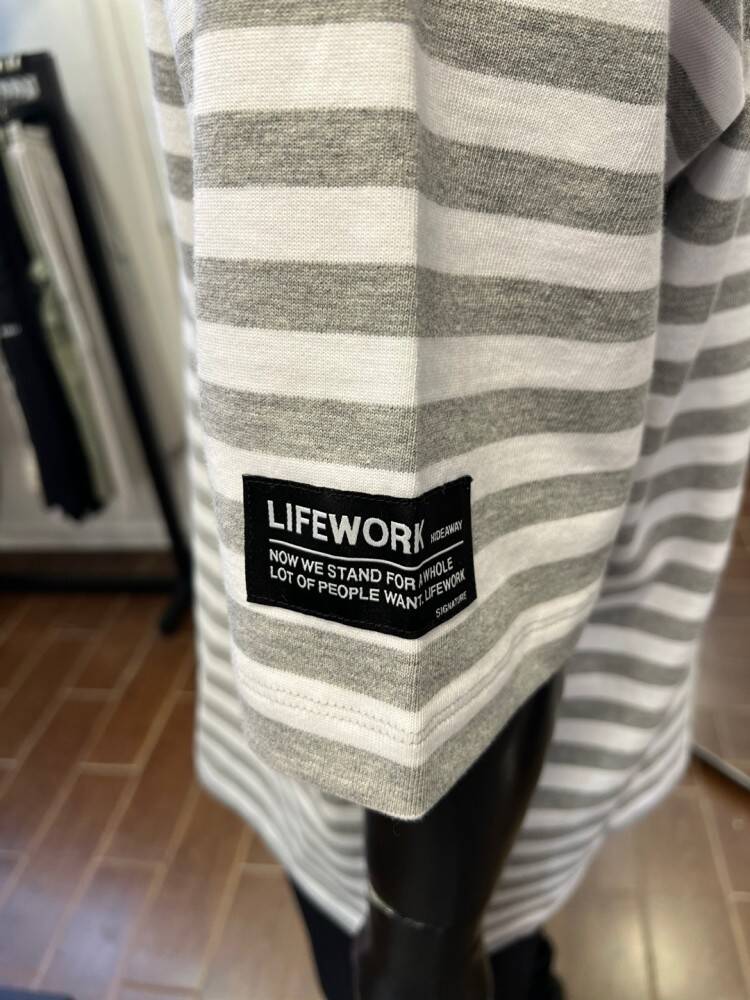 LIFEWORK HIDEAWAY
NOW WE STAND FOR A WHOLE
LOT OF PEOPLE WANT. LIFEWORK
SIGNATURE